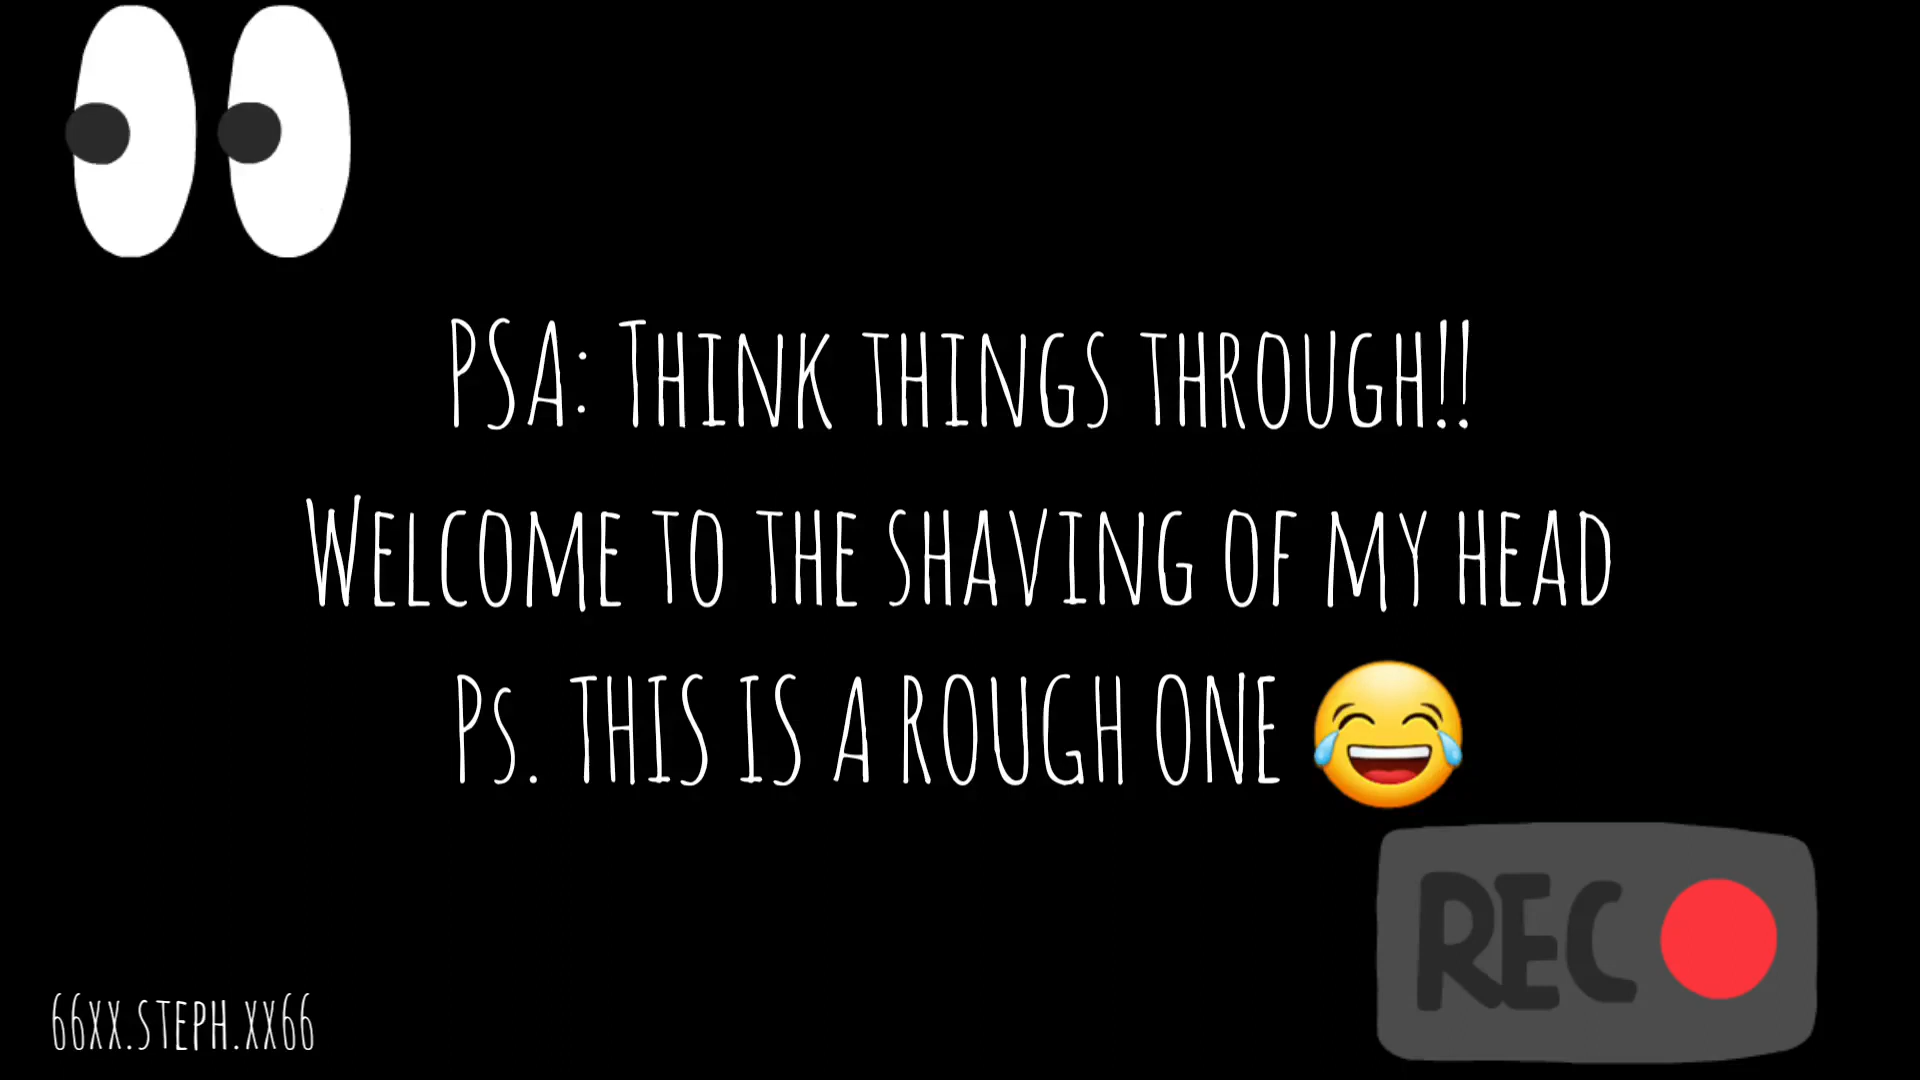 PSA: Think things through!!
Welcome to the shaving of my head
Ps. THIS IS A ROUGH ONE 😂
REC
66xx.steph.xx66